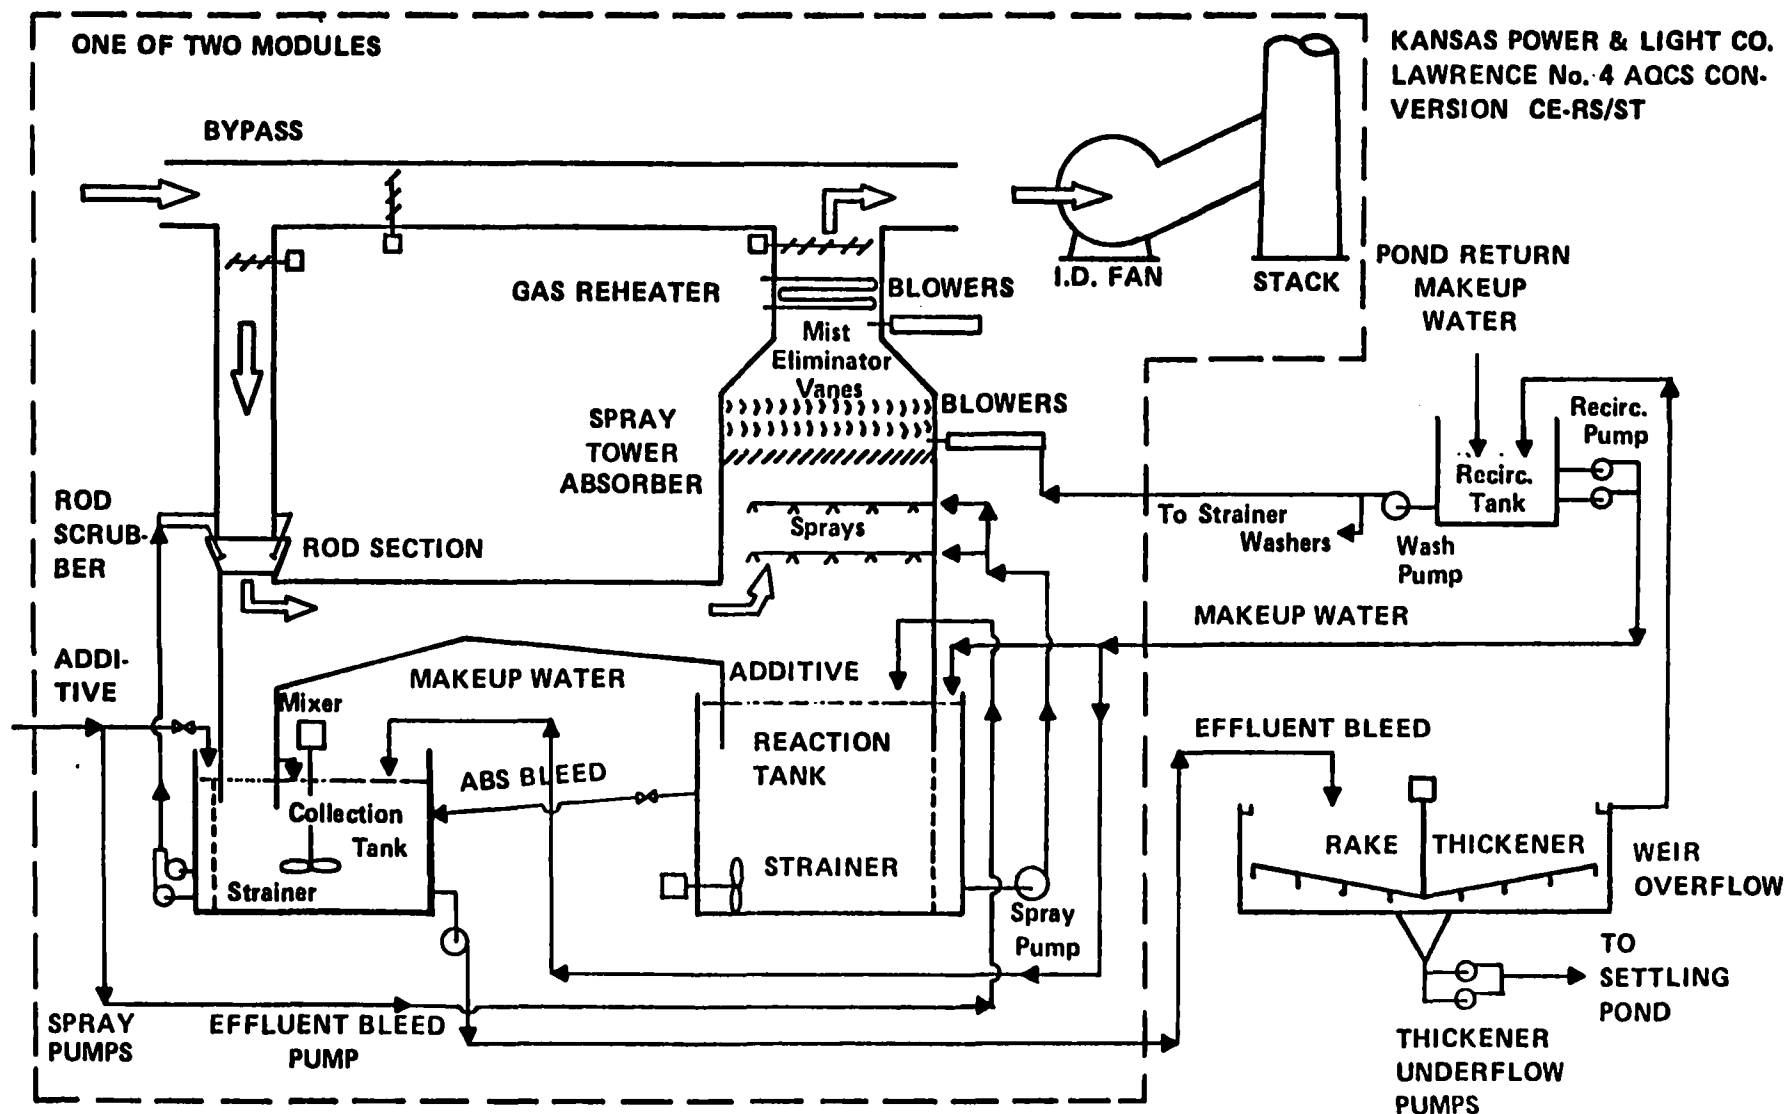 ONE OF TWO MODULES
KANSAS POWER & LIGHT CO.
LAWRENCE No. 4 AQCS CON-
VERSION CE-RS/ST
BYPASS
I.D. FAN
STACK
POND RETURN
MAKEUP
WATER
GAS REHEATER
BLOWERS
Mist
Eliminator
Vanes
BLOWERS
SPRAY
TOWER
ABSORBER
Recirc.
Pump
Recirc.
Tank
ROD
SCRUB-
BER
ROD SECTION
Sprays
To Strainer
Washers
Wash
Pump
MAKEUP WATER
ADDI-
TIVE
MAKEUP WATER
ADDITIVE
Mixer
REACTION
TANK
ABS BLEED
EFFLUENT BLEED
Collection
Tank
Strainer
STRAINER
RAKE
THICKENER
WEIR
OVERFLOW
Spray
Pump
TO
SETTLING
POND
SPRAY
PUMPS
EFFLUENT BLEED
PUMP
THICKENER
UNDERFLOW
PUMPS